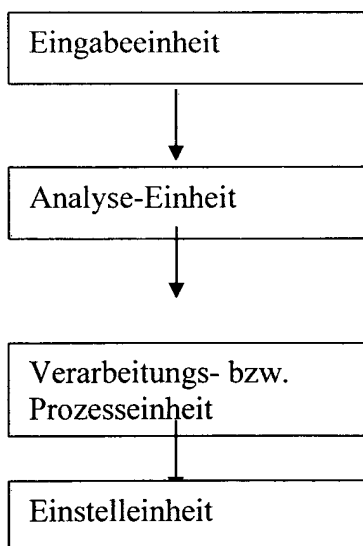 Eingabeeinheit
Analyse-Einheit
Verarbeitungs- bzw.
Prozesseinheit
Einstelleinheit